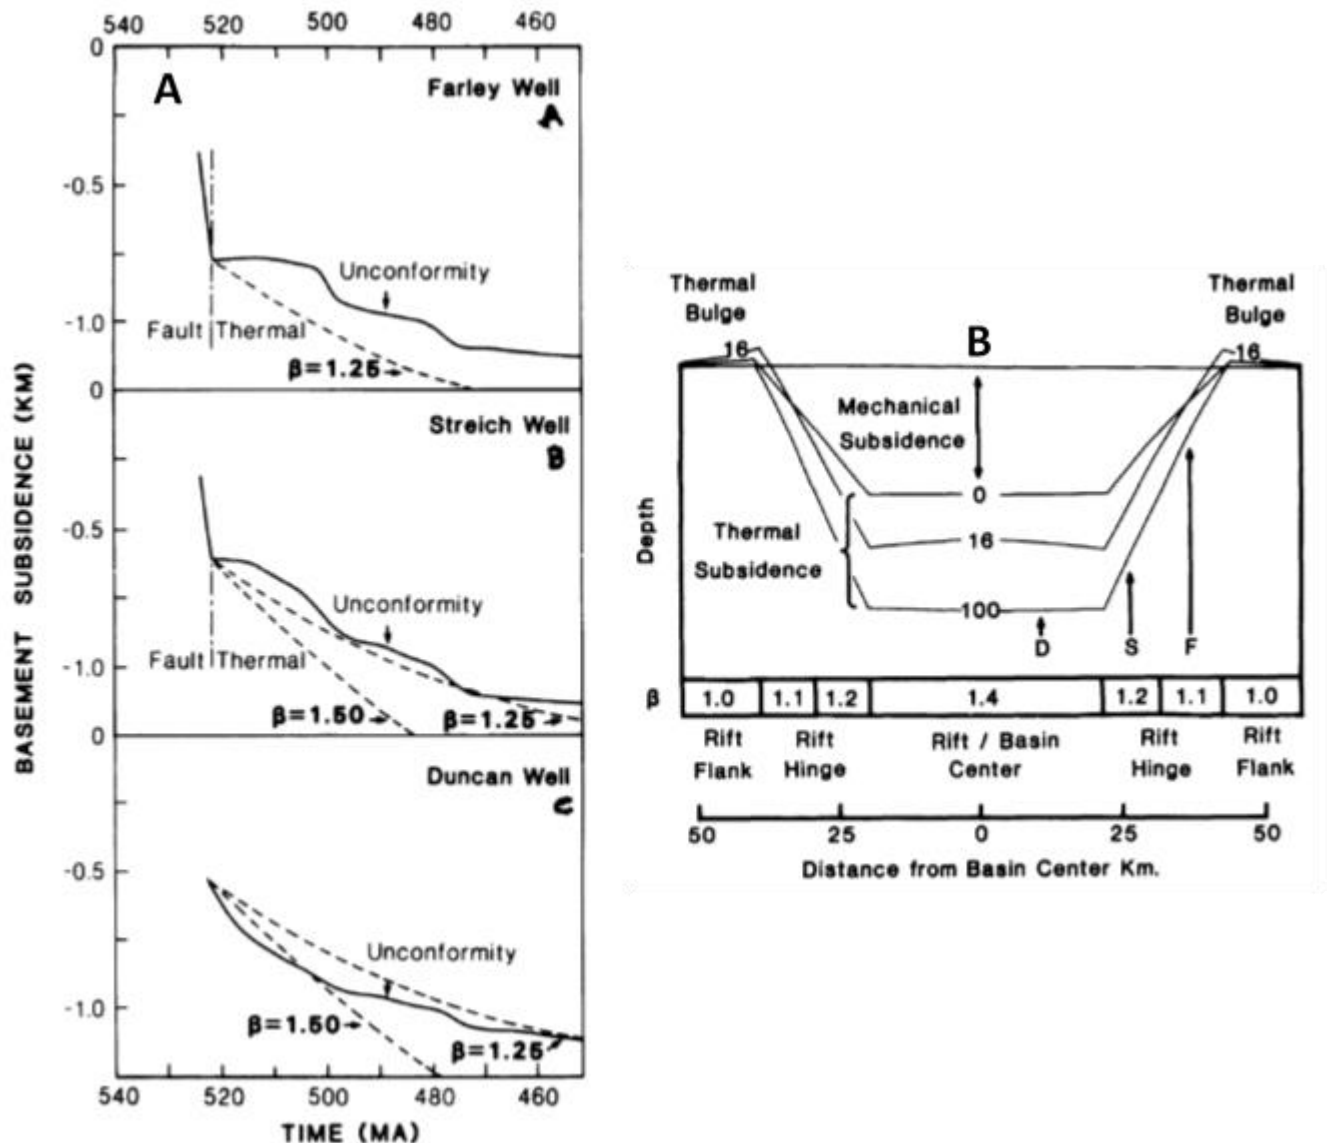 540 520 500 480 460
0
A
Farley Well
A
-0.5
Unconformity
-1.0
Fault Thermal
β=1.25
0
Streich Well
B
-0.5
Unconformity
Fault Thermal
-1.0
β=1.50
β=1.25
0
Duncan Well
C
-0.5
Unconformity
-1.0
β=1.50
β=1.25
540 520 500 480 460
TIME (MA)
BASEMENT SUBSIDENCE (KM)
Thermal
Bulge
Thermal
Bulge
16
B
16
Mechanical
Subsidence
0
Thermal
Subsidence
16
100
D S F
Depth
β 1.0 1.1 1.2 1.4 1.2 1.1 1.0
Rift
Flank
Rift
Hinge
Rift / Basin
Center
Rift
Hinge
Rift
Flank
50 25 0 25 50
Distance from Basin Center Km.